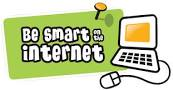 Be smart on the
internet